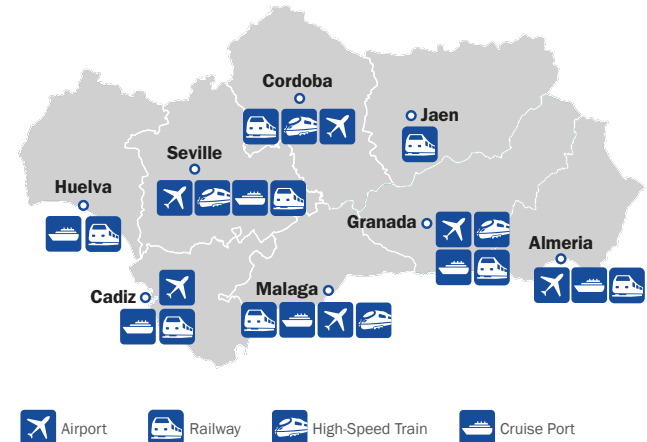 Cordoba
Jaen
Seville
Huelva
Granada
Almeria
Malaga
Cadiz
Airport
Railway
High-Speed Train
Cruise Port